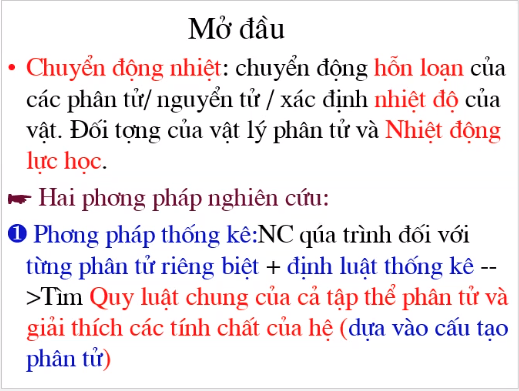 Mở đầu
• Chuyển động nhiệt: chuyển động hỗn loạn của
các phân tử/ nguyển tử / xác định nhiệt độ của
vật. Đối tợng của vật lý phân tử và Nhiệt động
lực học.
☛ Hai phơng pháp nghiên cứu:
❶ Phơng pháp thống kê:NC qúa trình đối với
từng phân tử riêng biệt + định luật thống kê --
>Tìm Quy luật chung của cả tập thể phân tử và
giải thích các tính chất của hệ (dựa vào cấu tạo
phân tử)